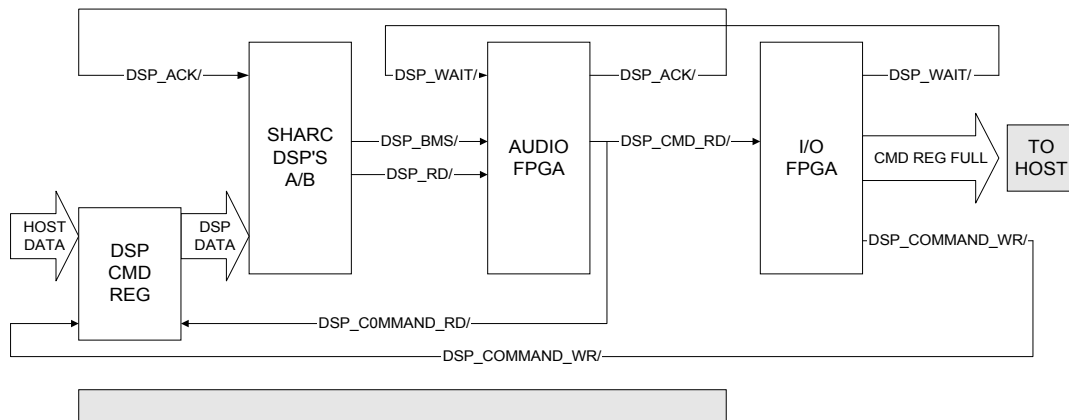 DSP_ACK/
SHARC
DSP'S
A/B
DSP_BMS/
DSP_RD/
DSP_WAIT/
AUDIO
FPGA
DSP_ACK/
DSP_CMD_RD/
I/O
FPGA
DSP_WAIT/
CMD REG FULL
TO
HOST
HOST
DATA
DSP
CMD
REG
DSP
DATA
DSP_COMMAND_WR/
DSP_C0MMAND_RD/
DSP_COMMAND_WR/